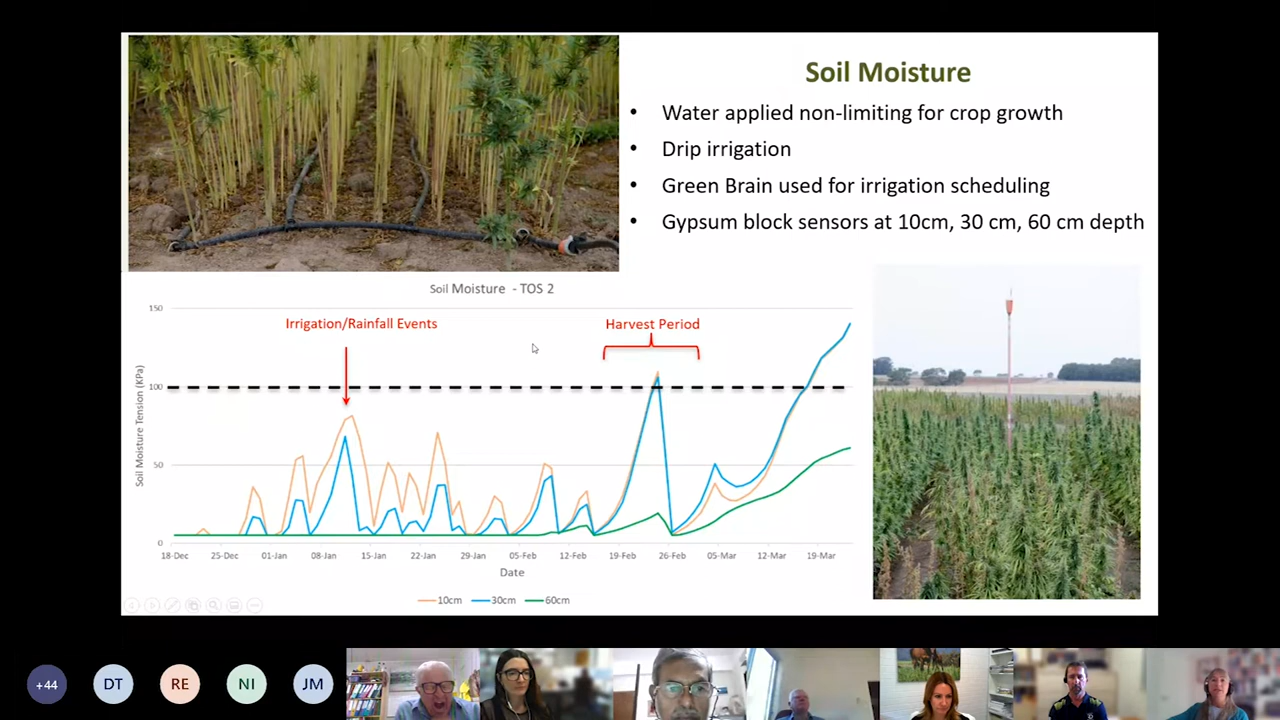 Soil Moisture
• Water applied non-limiting for crop growth
• Drip irrigation
• Green Brain used for irrigation scheduling
• Gypsum block sensors at 10cm, 30 cm, 60 cm depth
Soil Moisture - TOS 2
Irrigation/Rainfall Events
Harvest Period
Soil Moisture Tension (KPa)
150
100
50
0
18-Dec 25-Dec 01-Jan 08-Jan 15-Jan 22-Jan 29-Jan 05-Feb 12-Feb 19-Feb 26-Feb 05-Mar 12-Mar 19-Mar
Date
10cm 30cm 60cm
+44 DT RE NI JM